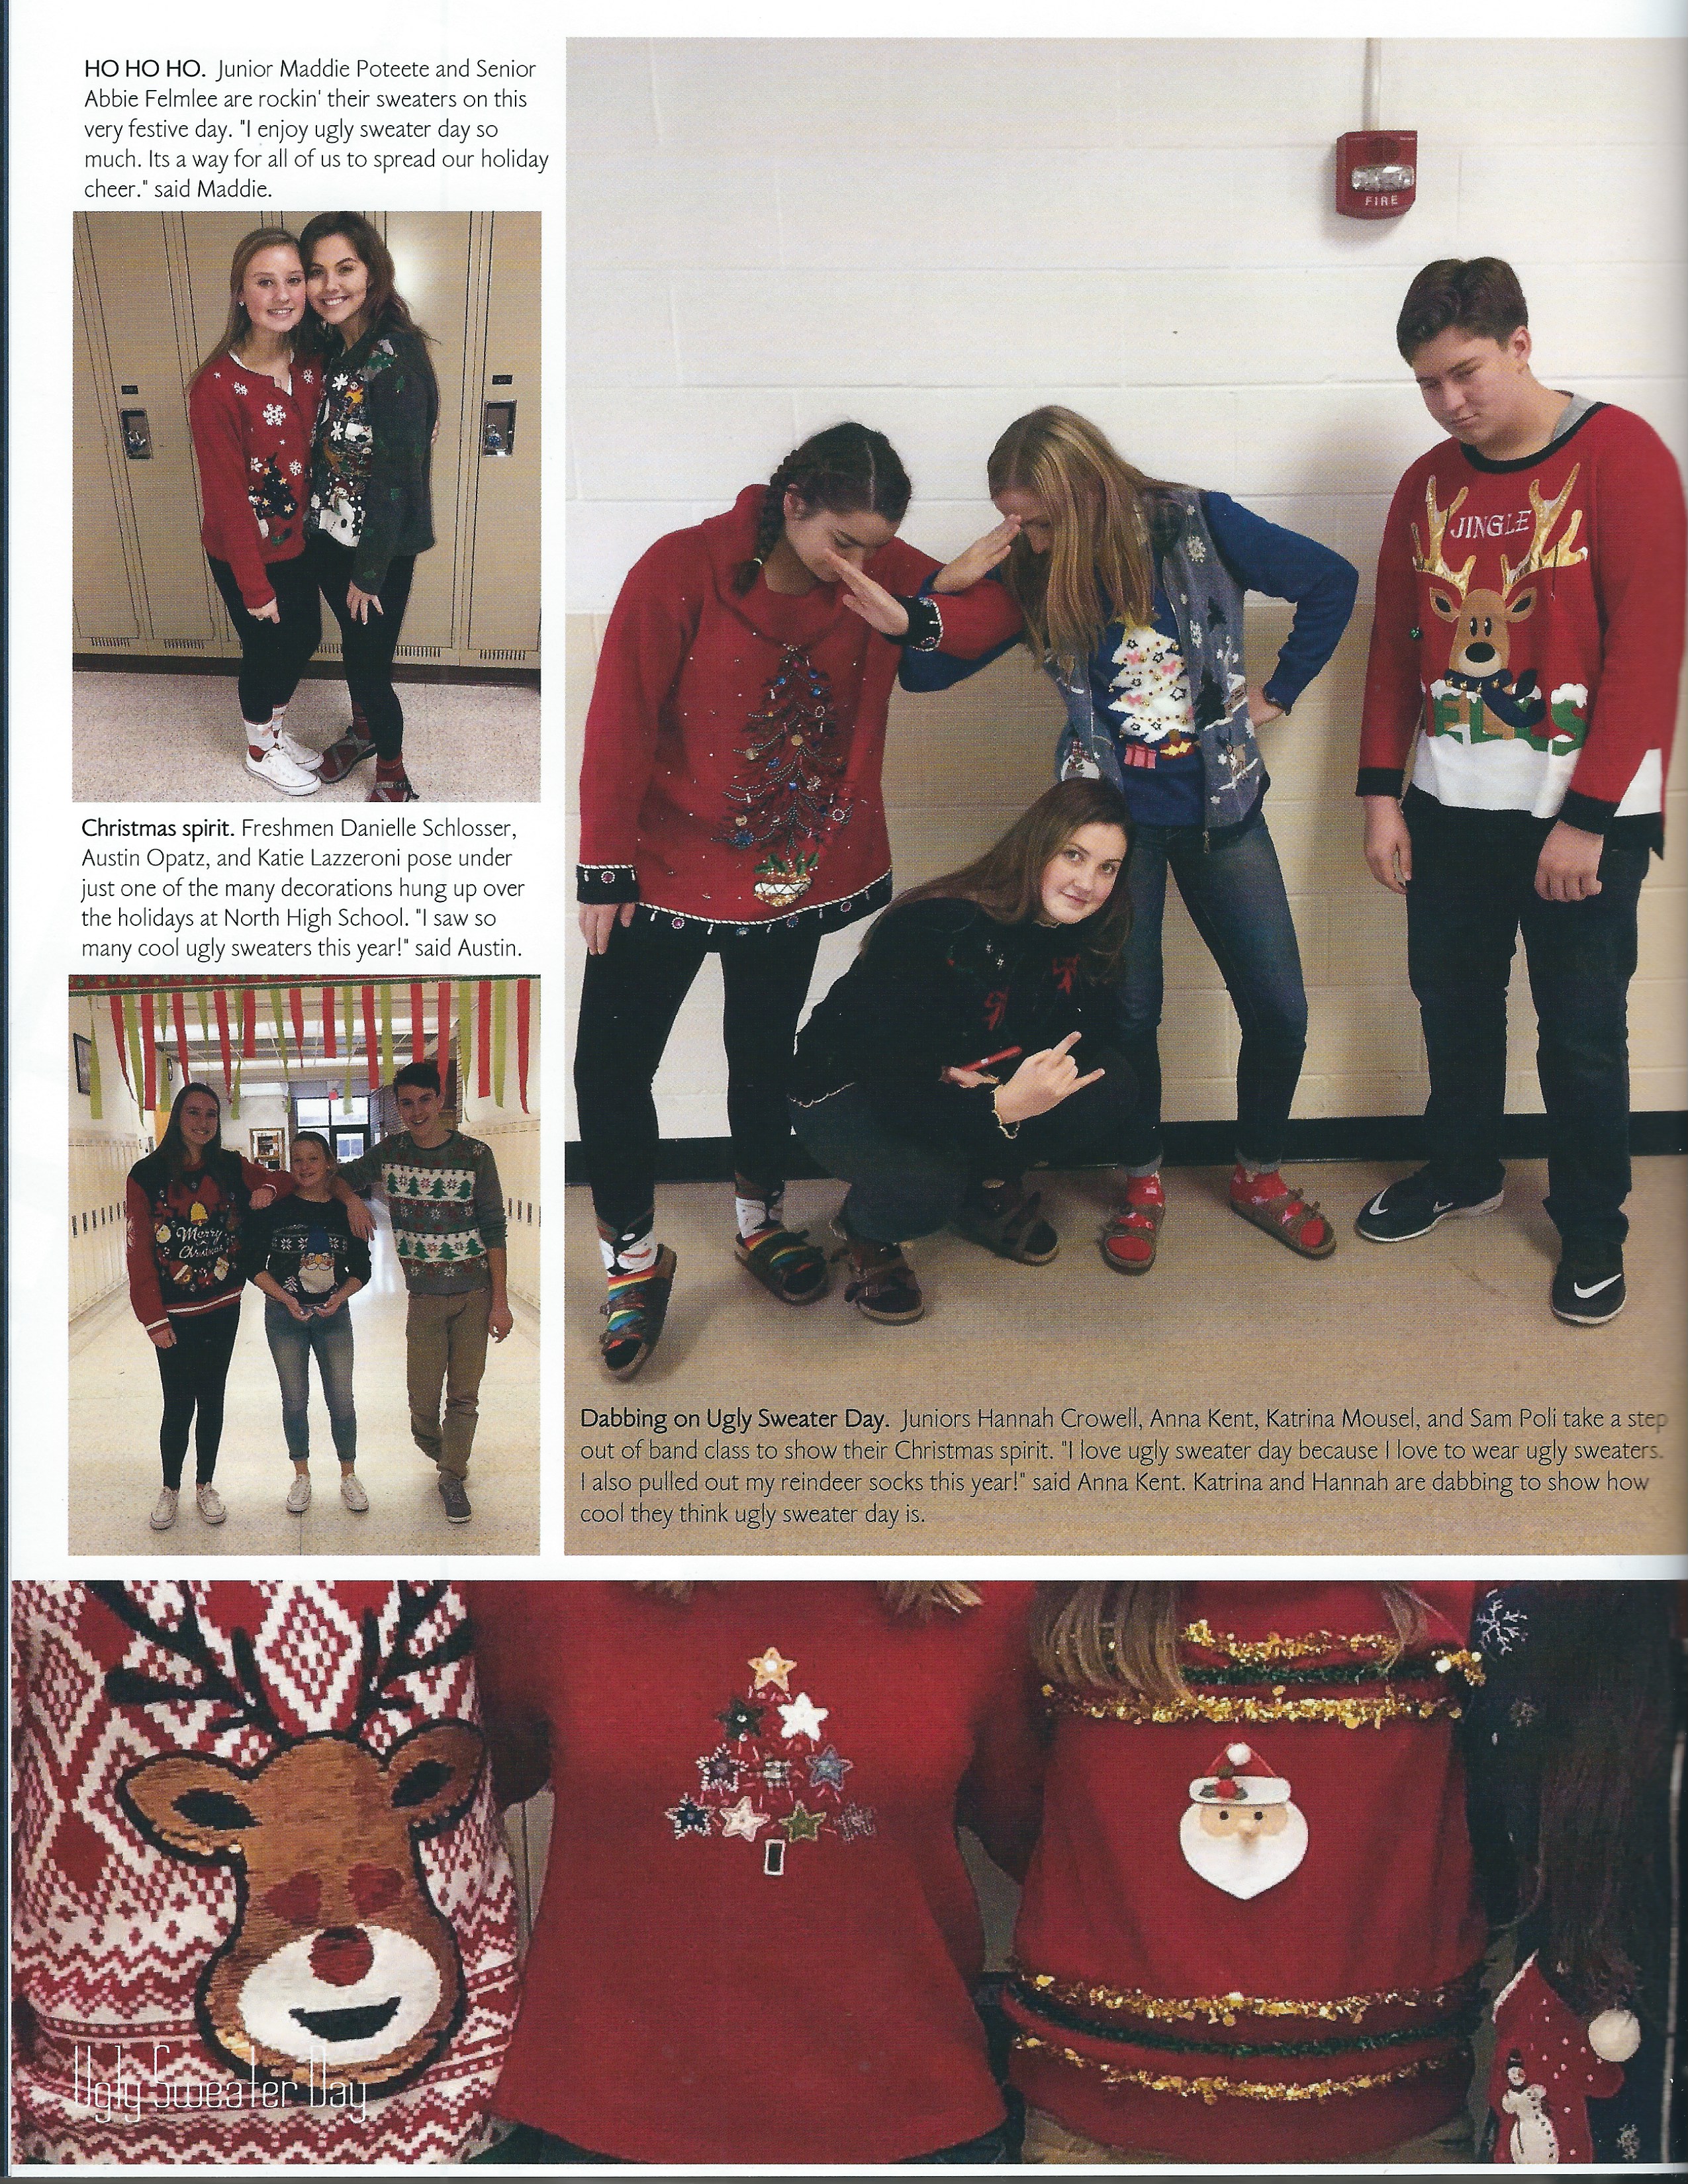 HO HO HO. Junior Maddie Poteete and Senior
Abbie Felmlee are rockin' their sweaters on this
very festive day. "I enjoy ugly sweater day so
much. Its a way for all of us to spread our holiday
cheer." said Maddie.
FIRE
JINGLE
ELLS
Christmas spirit. Freshmen Danielle Schlosser,
Austin Opatz, and Katie Lazzeroni pose under
just one of the many decorations hung up over
the holidays at North High School. "I saw so
many cool ugly sweaters this year!" said Austin.
Merry
Christmas
Dabbing on Ugly Sweater Day. Juniors Hannah Crowell, Anna Kent, Katrina Mousel, and Sam Poli take a step
out of band class to show their Christmas spirit. "I love ugly sweater day because I love to wear ugly sweaters.
I also pulled out my reindeer socks this year!" said Anna Kent. Katrina and Hannah are dabbing to show how
cool they think ugly sweater day is.
Ugly Sweater Day